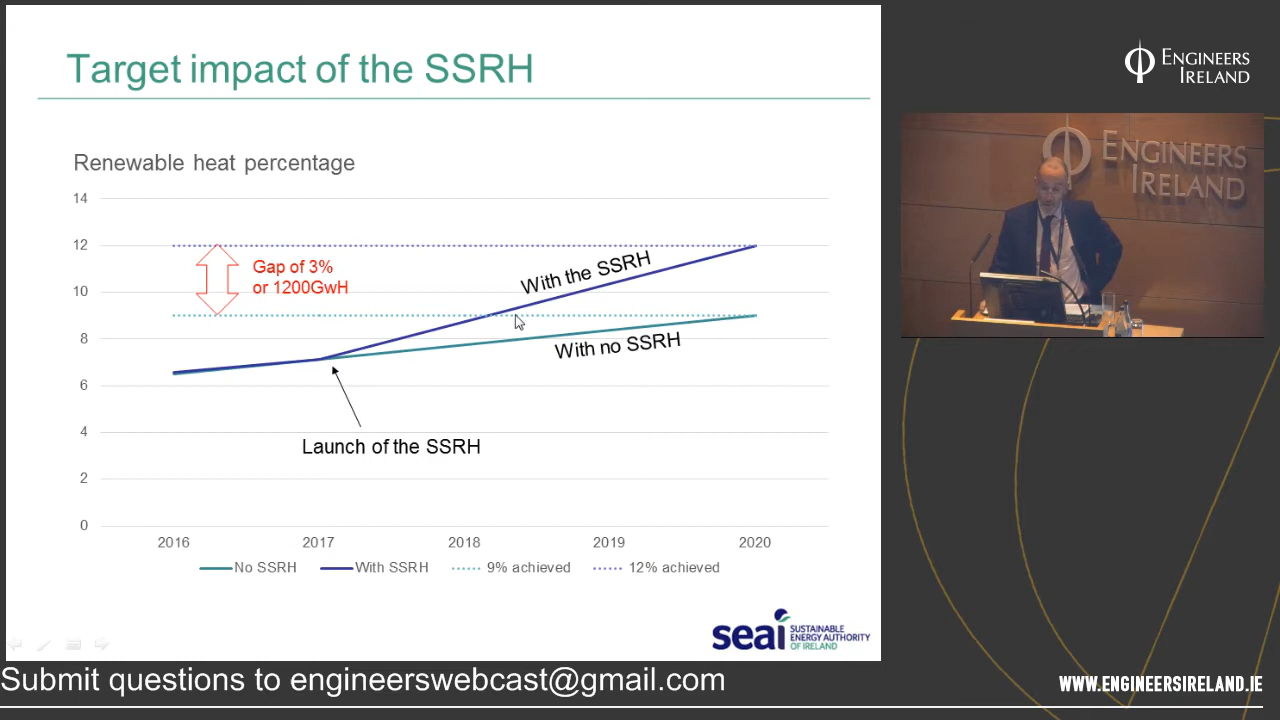 Target impact of the SSRH
Renewable heat percentage
14
12
10
8
6
4
2
0
Gap of 3%
or 1200GwH
With the SSRH
With no SSRH
Launch of the SSRH
2016 2017 2018 2019 2020
No SSRH With SSRH 9% achieved 12% achieved
seai SUSTAINABLE
ENERGY AUTHORITY
OF IRELAND
ENGINEERS
IRELAND
ENGINEERS
IRELAND
Submit questions to engineerswebcast@gmail.com
WWW.ENGINEERSIRELAND.IE